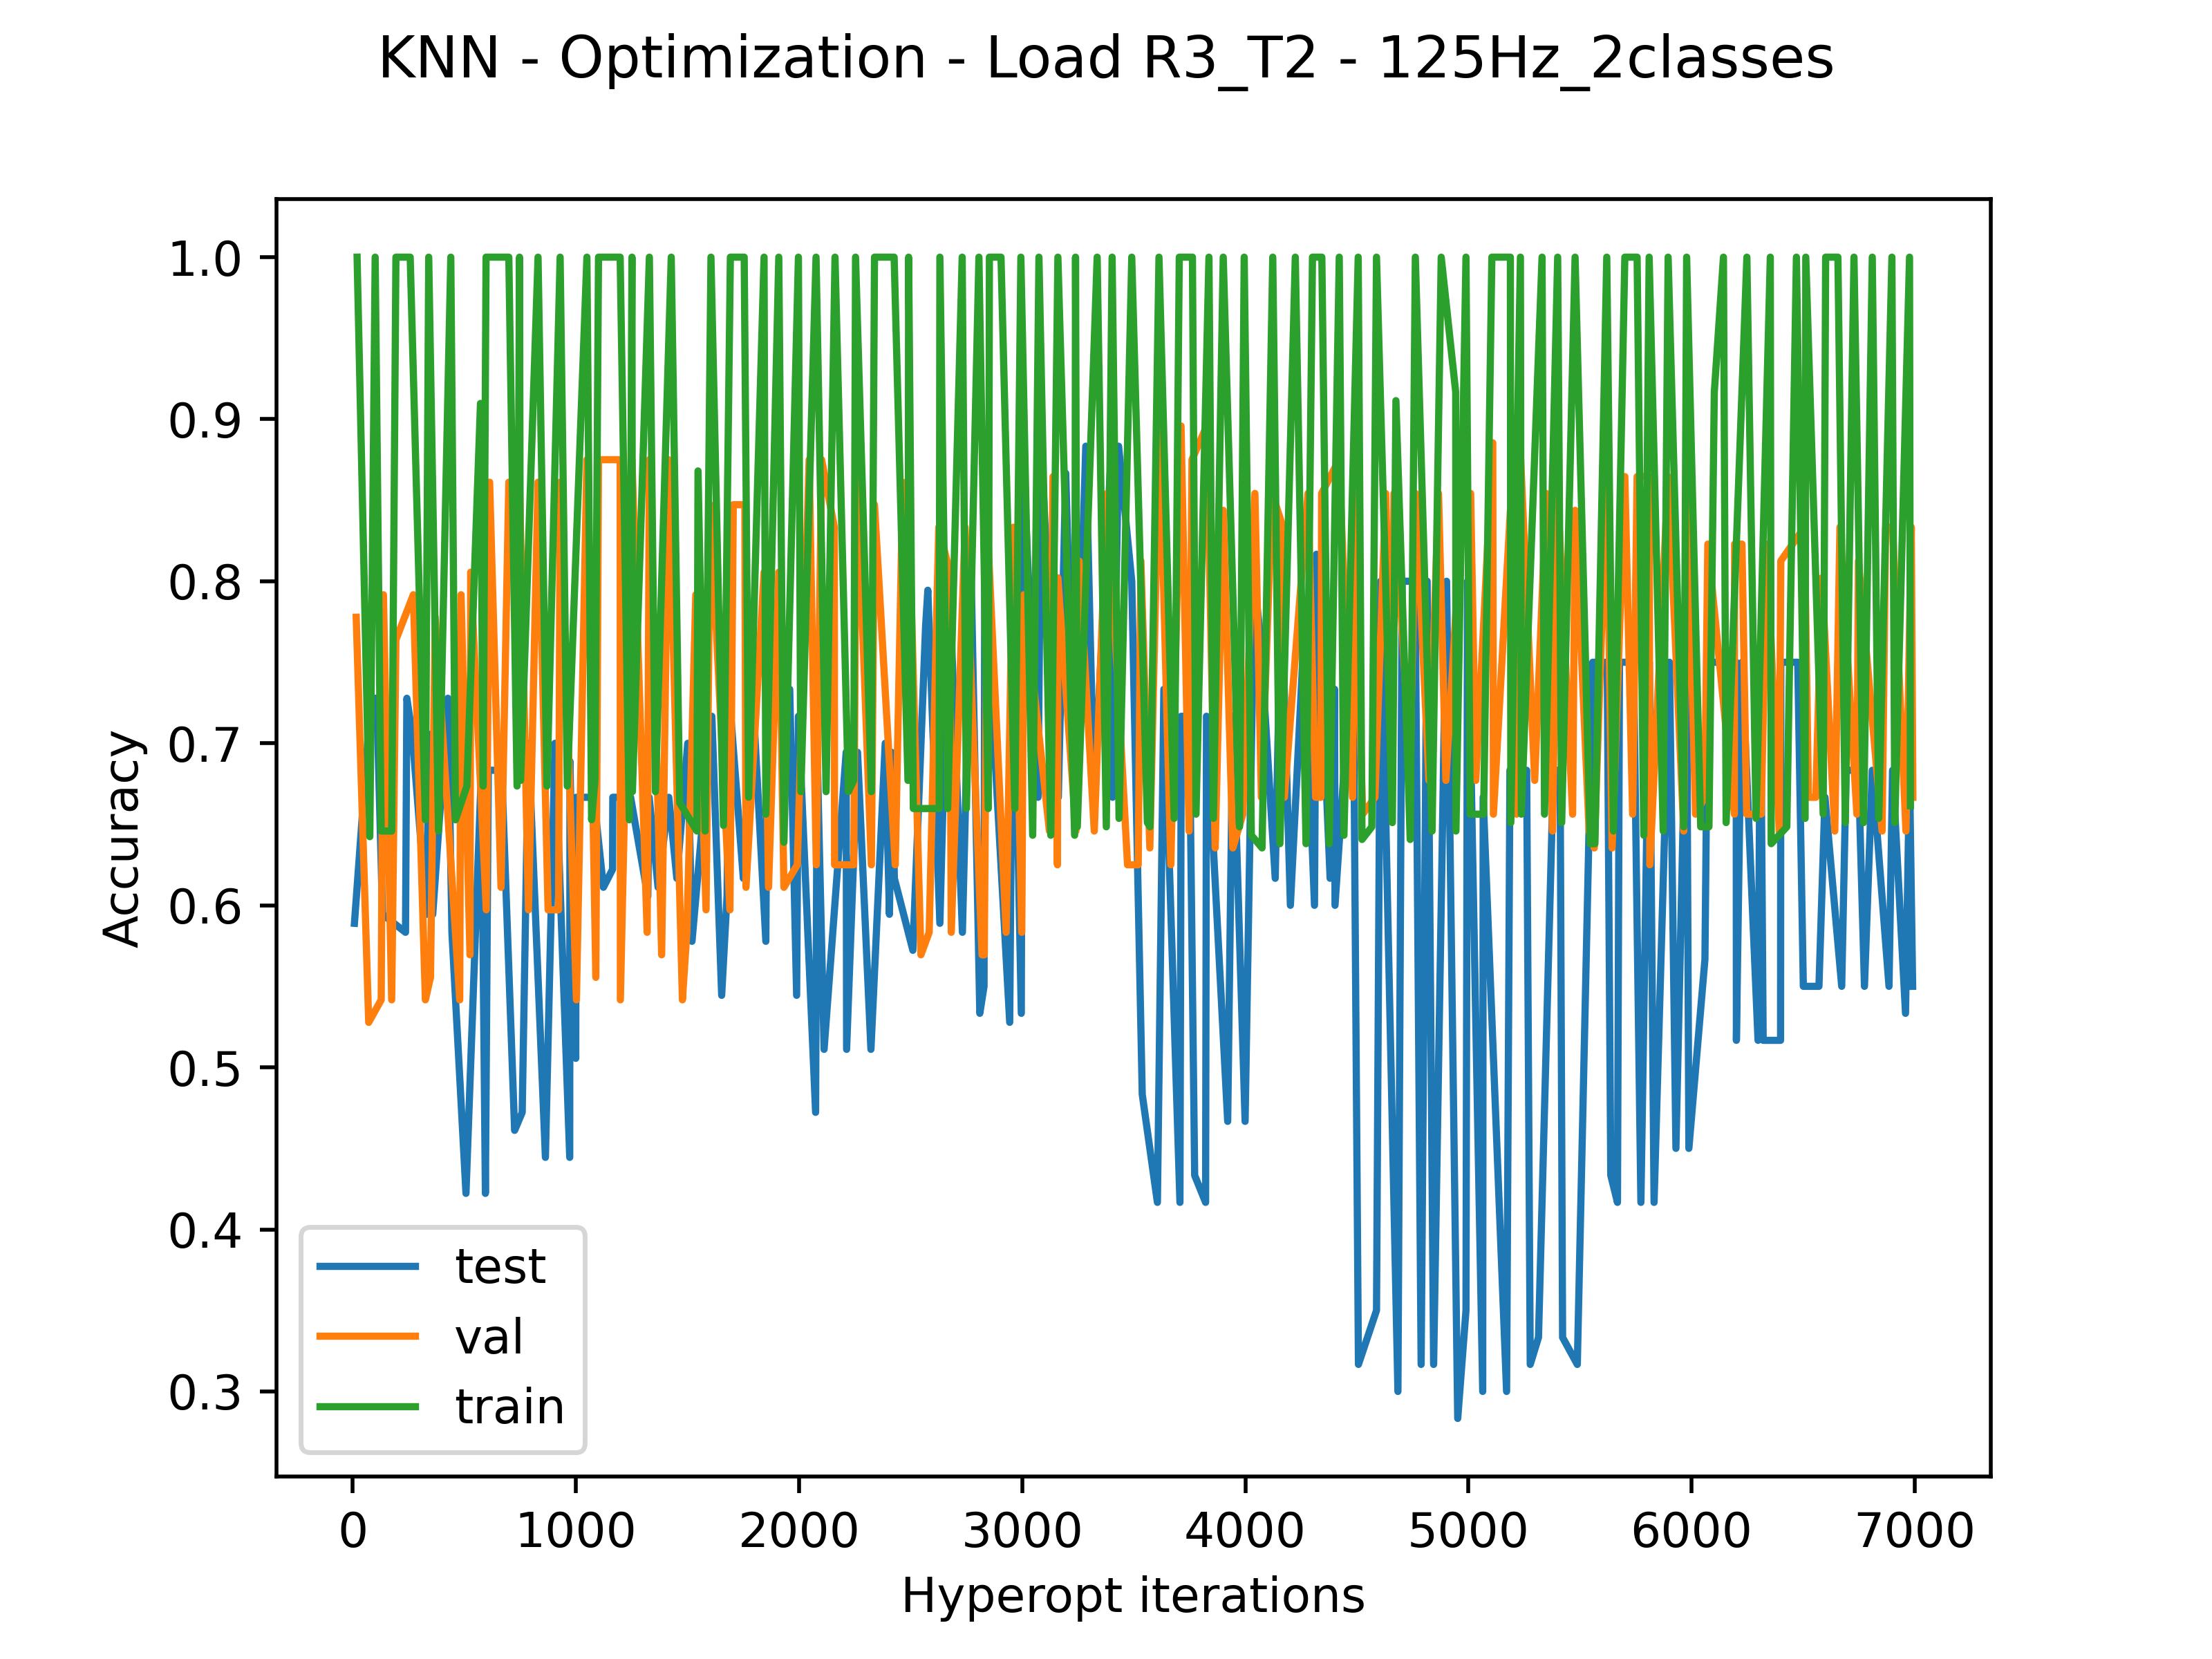 KNN - Optimization - Load R3_T2 - 125Hz_2classes
1.0
0.9
0.8
0.7
0.6
0.5
0.4
0.3
Accuracy
test
val
train
0 1000 2000 3000 4000 5000 6000 7000
Hyperopt iterations